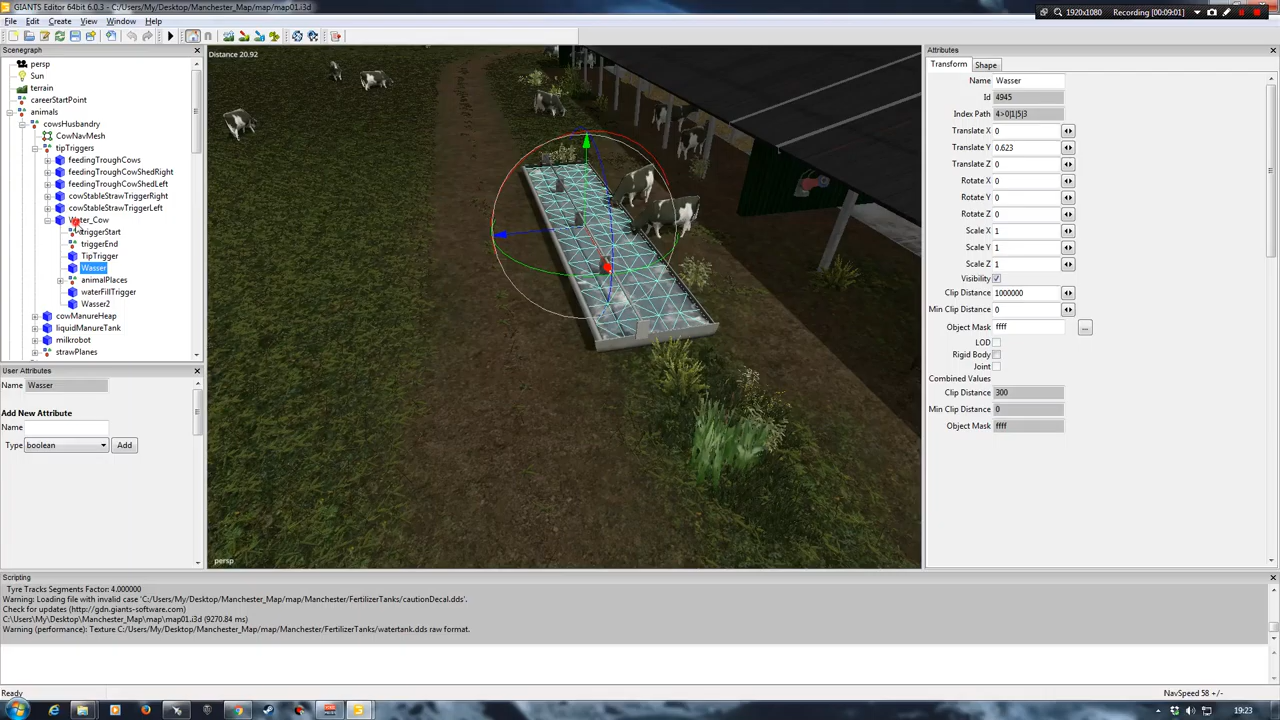 GIANTS Editor 64bit 6.0.3 - C:/Users/My/Desktop/Manchester_Map/map/map01.i3d
1920x1080 Recording [00:09:01]
File Edit Create View Window Help
Scenegraph
persp
Sun
terrain
careerStartPoint
animals
cowsHusbandry
CowNavMesh
tipTriggers
feedingTroughCows
feedingTroughCowShedRight
feedingTroughCowShedLeft
cowStableStrawTriggerRight
cowStableStrawTriggerLeft
Water_Cow
triggerStart
triggerEnd
TipTrigger
Wasser
animalPlaces
waterFillTrigger
Wasser2
cowManureHeap
liquidManureTank
milkrobot
strawPlanes
User Attributes
Name Wasser
Add New Attribute
Name
Type boolean Add
Distance 20.92
persp
Attributes
Transform Shape
Name Wasser
Id 4945
Index Path 4>0|1|5|3
Translate X 0
Translate Y 0.623
Translate Z 0
Rotate X 0
Rotate Y 0
Rotate Z 0
Scale X 1
Scale Y 1
Scale Z 1
Visibility
Clip Distance 1000000
Min Clip Distance 0
Object Mask ffff ...
LOD
Rigid Body
Joint
Combined Values
Clip Distance 300
Min Clip Distance 0
Object Mask ffff
Scripting
Tyre Tracks Segments Factor: 4.000000
Warning: Loading file with invalid case 'C:/Users/My/Desktop/Manchester_Map/map/Manchester/FertilizerTanks/cautionDecal.dds'.
Check for updates (http://gdn.giants-software.com)
C:\Users\My\Desktop\Manchester_Map\map\map01.i3d (9270.84 ms)
Warning (performance): Texture C:/Users/My/Desktop/Manchester_Map/map/Manchester/FertilizerTanks/watertank.dds raw format.
Ready
NavSpeed 58 +/-
19:23